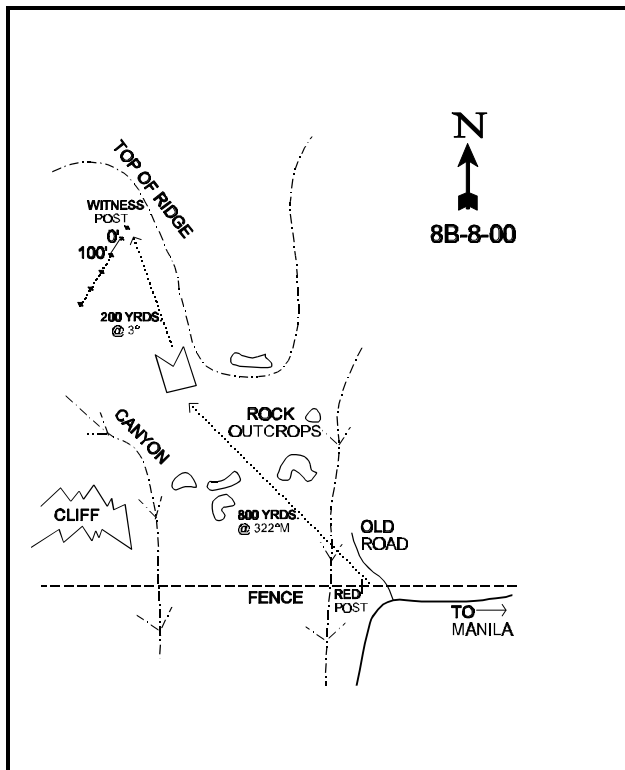 N
8B-8-00
TOP OF RIDGE
WITNESS
POST
0'
100'
200 YRDS.
@ 3°
CANYON
ROCK
OUTCROPS
CLIFF
800 YRDS.
@ 322°M
OLD
ROAD
FENCE
RED
POST
TO
MANILA